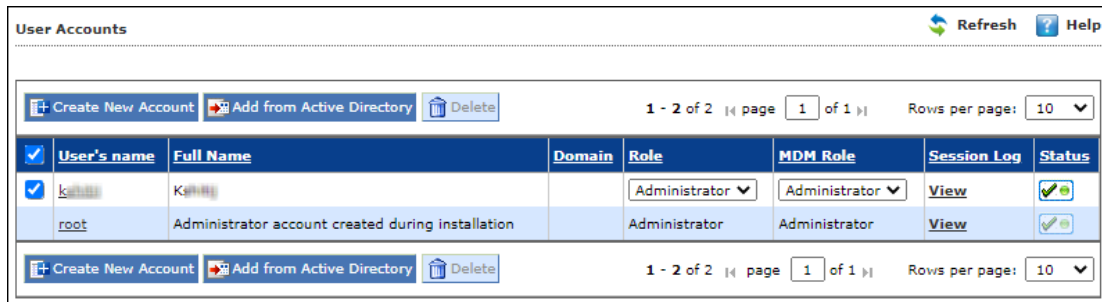 User Accounts Refresh Help
Create New Account Add from Active Directory Delete 1 - 2 of 2 page 1 of 1 Rows per page: 10
User's name Full Name Domain Role MDM Role Session Log Status
Administrator Administrator View
root Administrator account created during installation Administrator Administrator View
Create New Account Add from Active Directory Delete 1 - 2 of 2 page 1 of 1 Rows per page: 10